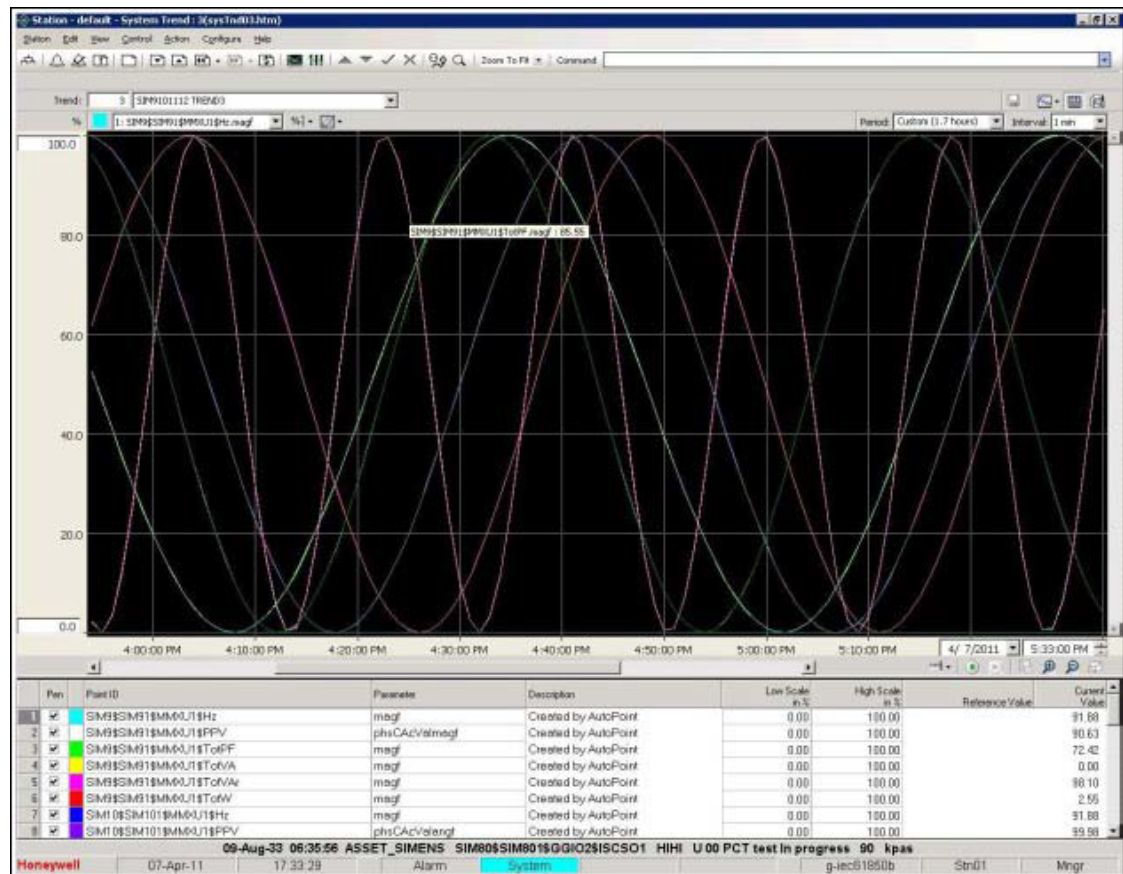 Station - default - System Trend : 3(sysTnd03.htm)
Station Edit View Control Action Configure Help
Zoom To Fit Command
Trend: 3 SIM9101112 TREND3
% 1: SIM9$SIM91$MMXU1$Hz.magf % Period: Custom (1.7 hours) Interval: 1 min
100.0
80.0
SIM9$SIM91$MMXU1$TotPF.magf : 85.55
60.0
40.0
20.0
0.0
4:00:00 PM 4:10:00 PM 4:20:00 PM 4:30:00 PM 4:40:00 PM 4:50:00 PM 5:00:00 PM 5:10:00 PM 4/ 7/2011 5:33:00 PM
Pen Point ID Parameter Description Low Scale in % High Scale in % Reference Value Current Value
1 SIM9$SIM91$MMXU1$Hz magf Created by AutoPoint 0.00 100.00 91.88
2 SIM9$SIM91$MMXU1$PPV phsCAcValmagf Created by AutoPoint 0.00 100.00 90.63
3 SIM9$SIM91$MMXU1$TotPF magf Created by AutoPoint 0.00 100.00 72.42
4 SIM9$SIM91$MMXU1$TotVA magf Created by AutoPoint 0.00 100.00 0.00
5 SIM9$SIM91$MMXU1$TotVAr magf Created by AutoPoint 0.00 100.00 98.10
6 SIM9$SIM91$MMXU1$TotW magf Created by AutoPoint 0.00 100.00 2.55
7 SIM10$SIM101$MMXU1$Hz magf Created by AutoPoint 0.00 100.00 91.88
8 SIM10$SIM101$MMXU1$PPV phsCAcValangf Created by AutoPoint 0.00 100.00 99.98
09-Aug-33 06:35:56 ASSET_SIMENS SIM80$SIM801$GGIO2$ISCSO1 HIHI U 00 PCT test In progress 90 kpas
Honeywell 07-Apr-11 17:33:29 Alarm System g-iec61850b Stn01 Mngr